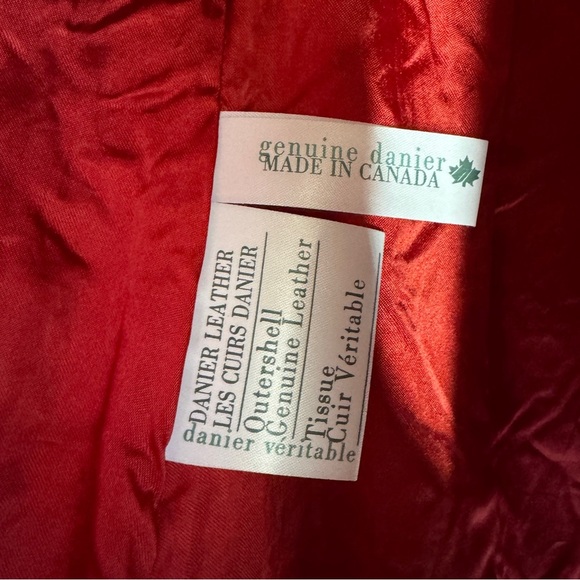 genuine danier
MADE IN CANADA
DANIER LEATHER
LES CUIRS DANIER
Outershell
Genuine Leather
Tissue
Cuir Véritable
danier véritable